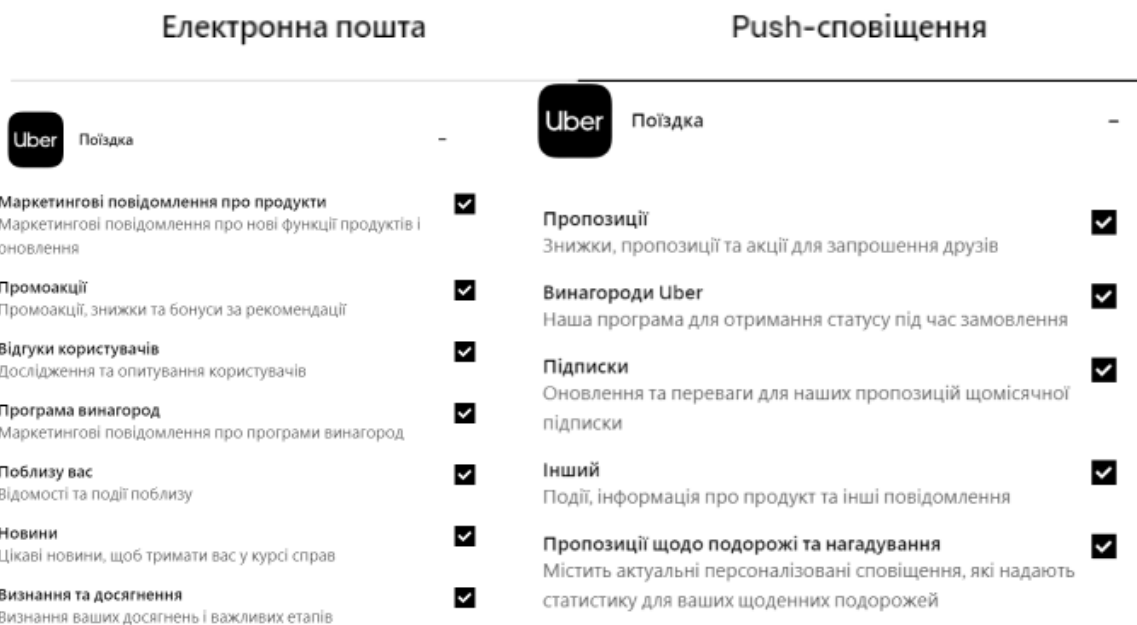 Електронна пошта
Push-сповіщення
Uber
Поїздка
Маркетингові повідомлення про продукти
Маркетингові повідомлення про нові функції продуктів і
оновлення
Промоакції
Промоакції, знижки та бонуси за рекомендації
Відгуки користувачів
Дослідження та опитування користувачів
Програма винагород
Маркетингові повідомлення про програми винагород
Поблизу вас
Відомості та події поблизу
Новини
Цікаві новини, щоб тримати вас у курсі справ
Визнання та досягнення
Визнання ваших досягнень і важливих етапів
Uber
Поїздка
Пропозиції
Знижки, пропозиції та акції для запрошення друзів
Винагороди Uber
Наша програма для отримання статусу під час замовлення
Підписки
Оновлення та переваги для наших пропозицій щомісячної
підписки
Інший
Події, інформація про продукт та інші повідомлення
Пропозиції щодо подорожі та нагадування
Містить актуальні персоналізовані сповіщення, які надають
статистику для ваших щоденних подорожей